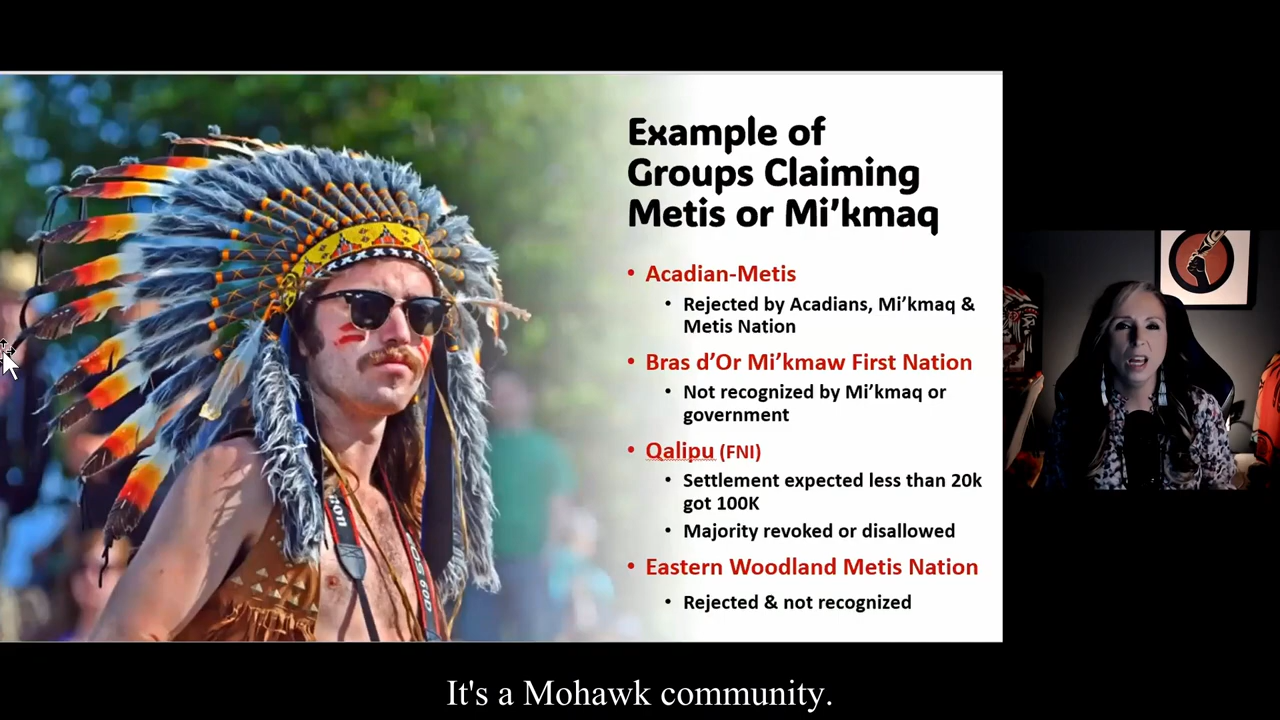 Example of
Groups Claiming
Metis or Mi'kmaq
• Acadian-Metis
• Rejected by Acadians, Mi'kmaq &
Metis Nation
• Bras d'Or Mi'kmaw First Nation
• Not recognized by Mi'kmaq or
government
• Qalipu (FNI)
• Settlement expected less than 20k
got 100K
• Majority revoked or disallowed
• Eastern Woodland Metis Nation
• Rejected & not recognized
It's a Mohawk community.